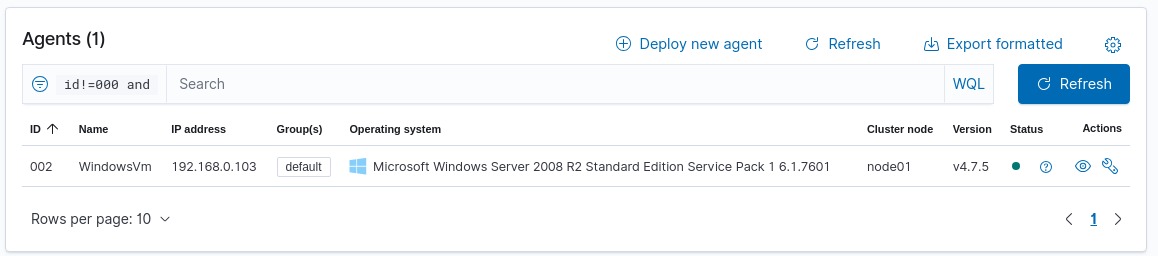 Agents (1)
Deploy new agent Refresh Export formatted
id!=000 and Search WQL Refresh
ID Name IP address Group(s) Operating system Cluster node Version Status Actions
002 WindowsVm 192.168.0.103 default Microsoft Windows Server 2008 R2 Standard Edition Service Pack 1 6.1.7601 node01 v4.7.5
Rows per page: 10 1